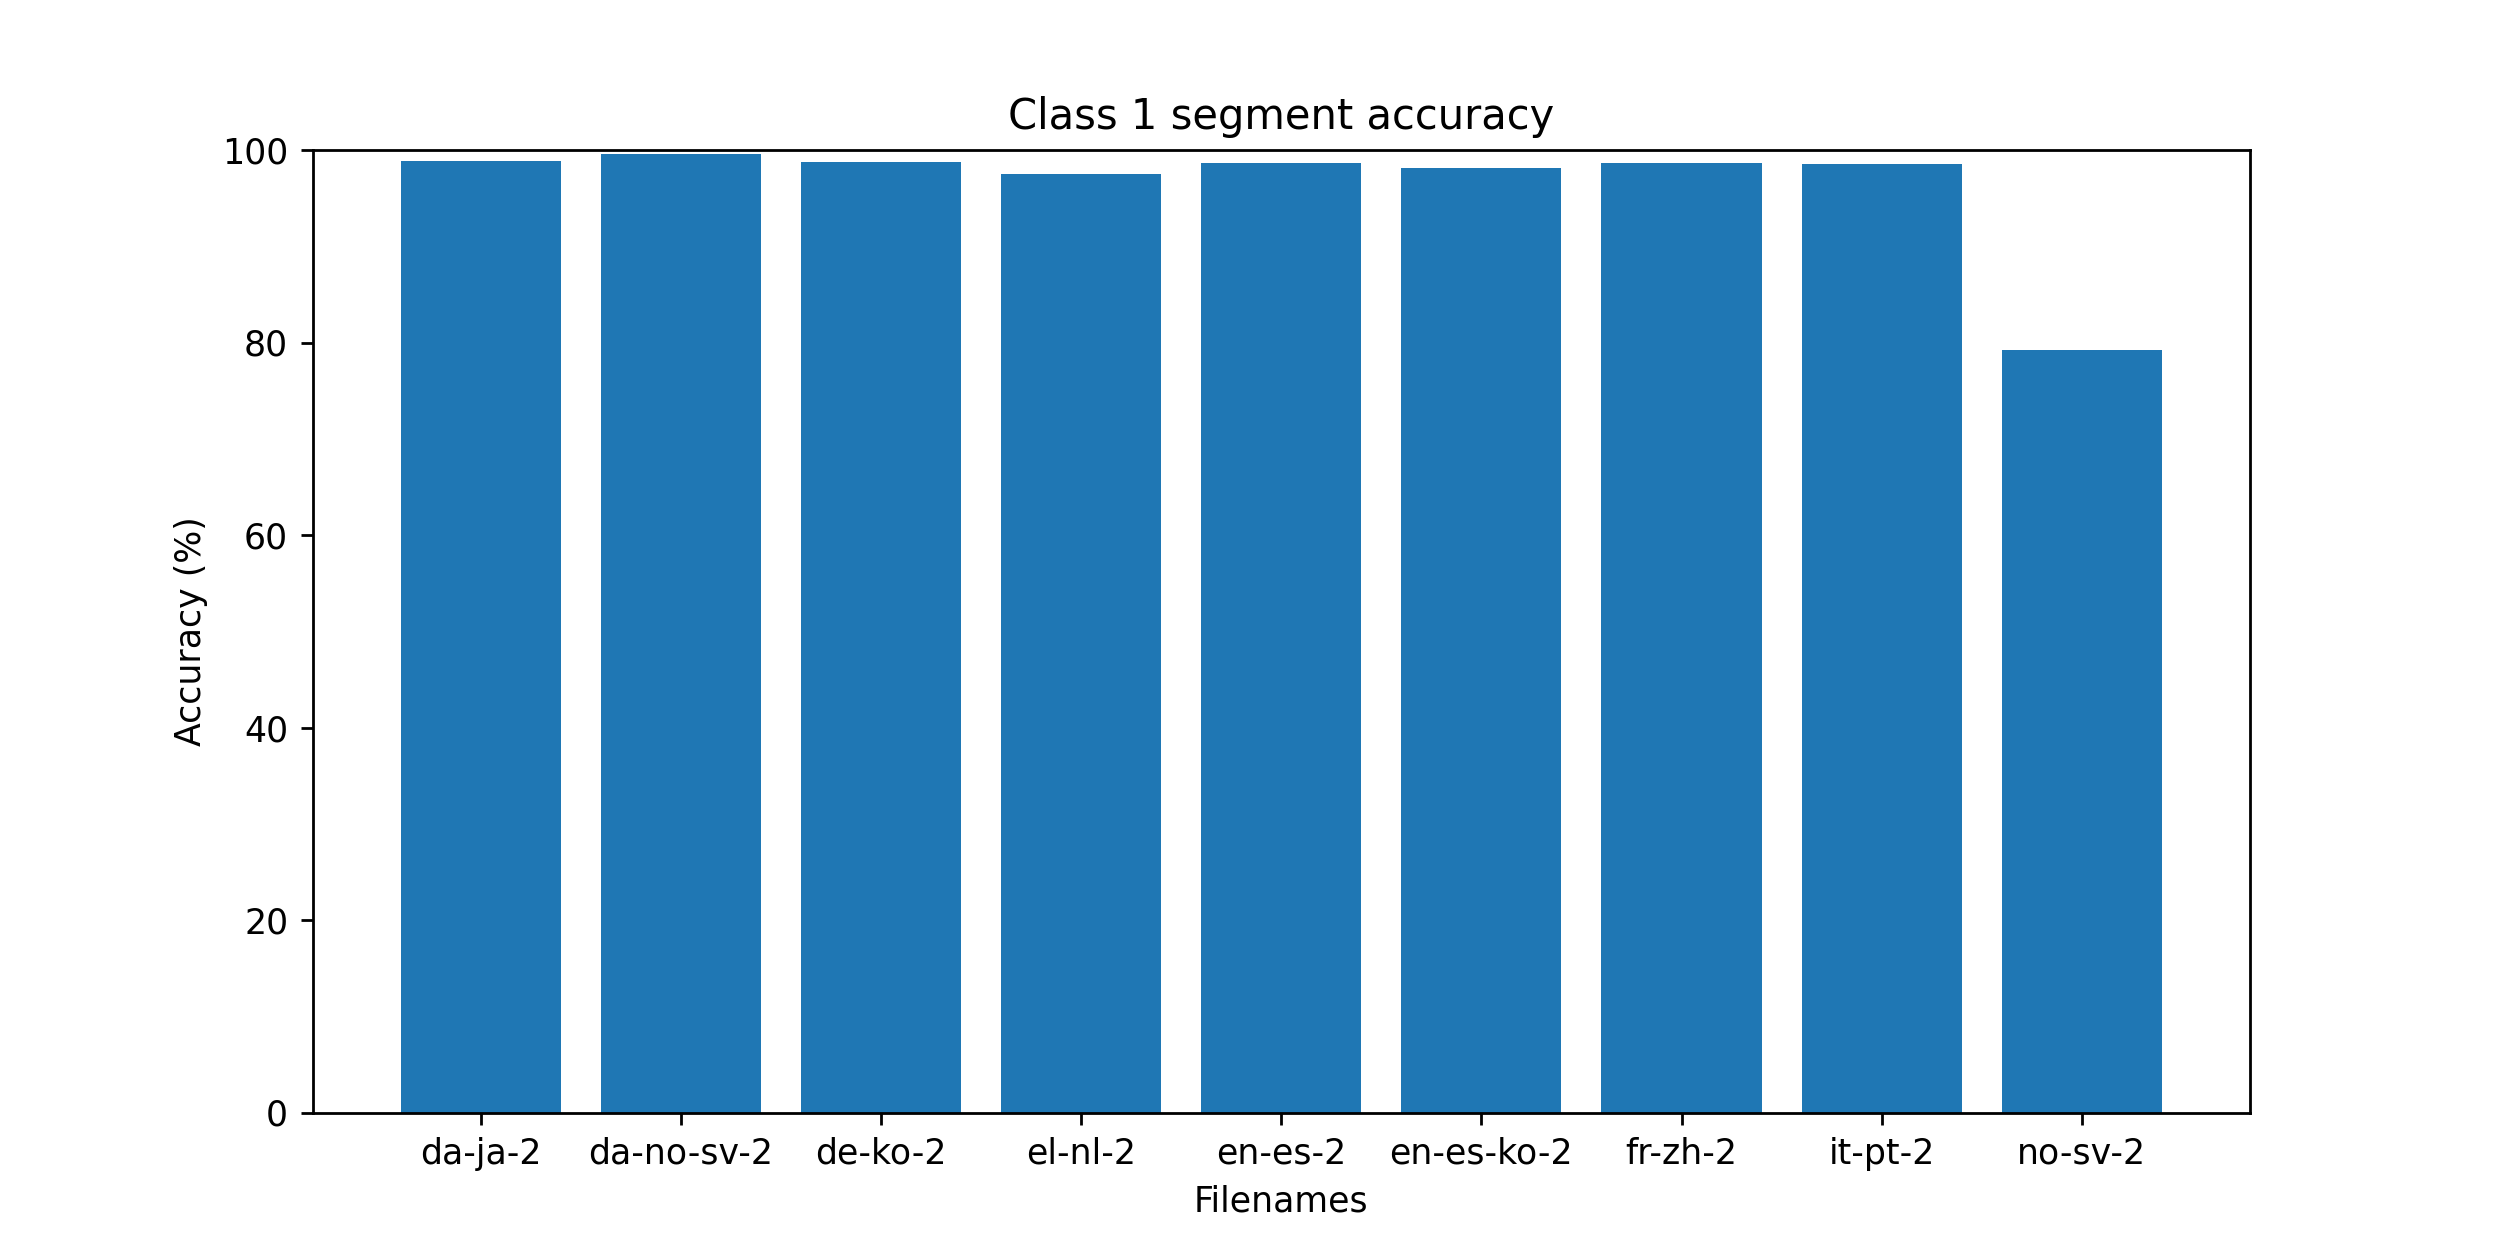 Class 1 segment accuracy
100
80
60
40
20
0
Accuracy (%)
da-ja-2 da-no-sv-2 de-ko-2 el-nl-2 en-es-2 en-es-ko-2 fr-zh-2 it-pt-2 no-sv-2
Filenames